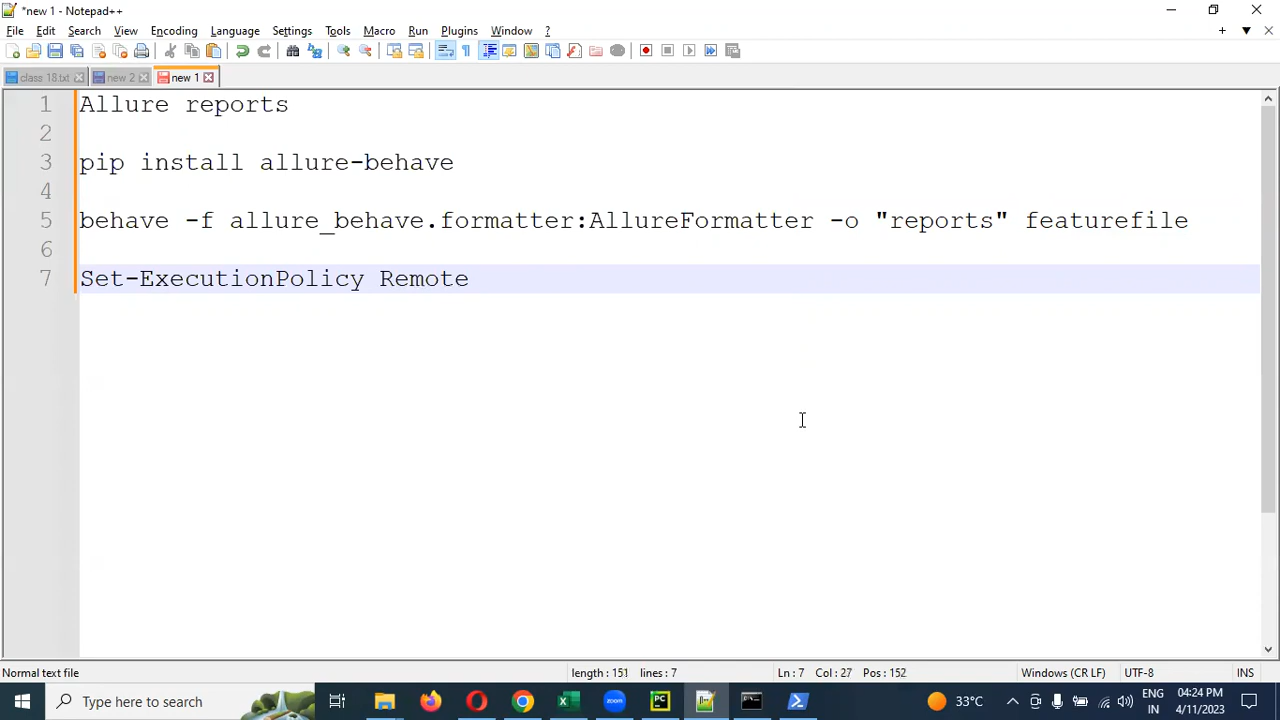 *new 1 - Notepad++
File Edit Search View Encoding Language Settings Tools Macro Run Plugins Window ?
class 18.txt new 2 new 1
1 Allure reports
2
3 pip install allure-behave
4
5 behave -f allure_behave.formatter:AllureFormatter -o "reports" featurefile
6
7 Set-ExecutionPolicy Remote
Normal text file length : 151 lines : 7 Ln : 7 Col : 27 Pos : 152 Windows (CR LF) UTF-8 INS
Type here to search zoom PC 33°C ENG IN 04:24 PM 4/11/2023